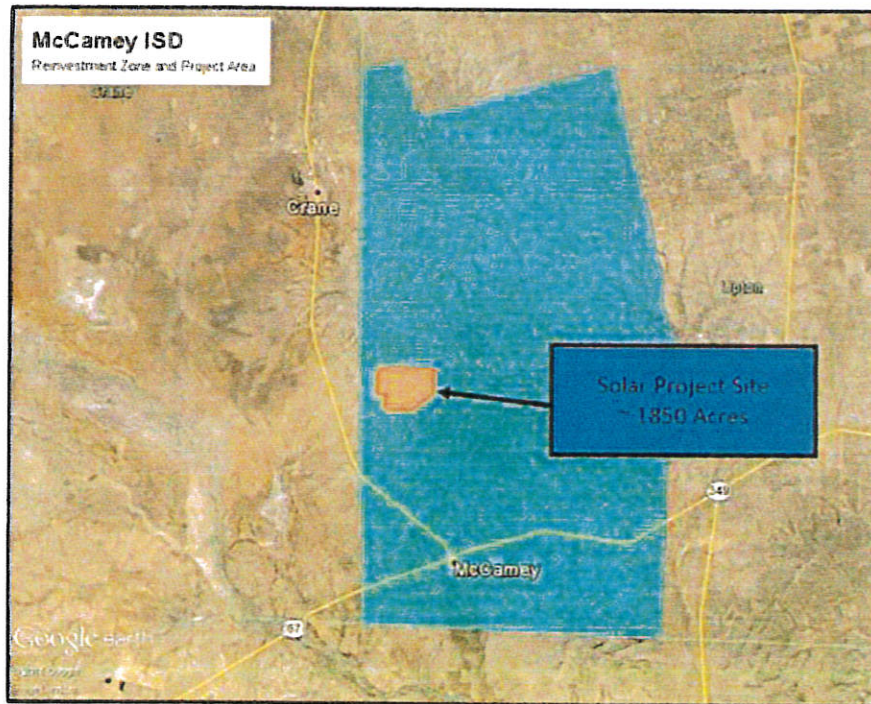 McCamey ISD
Reinvestment Zone and Project Area
Crane
Crane
Upton
Solar Project Site
~ 1850 Acres
349
McCamey
67
Google earth